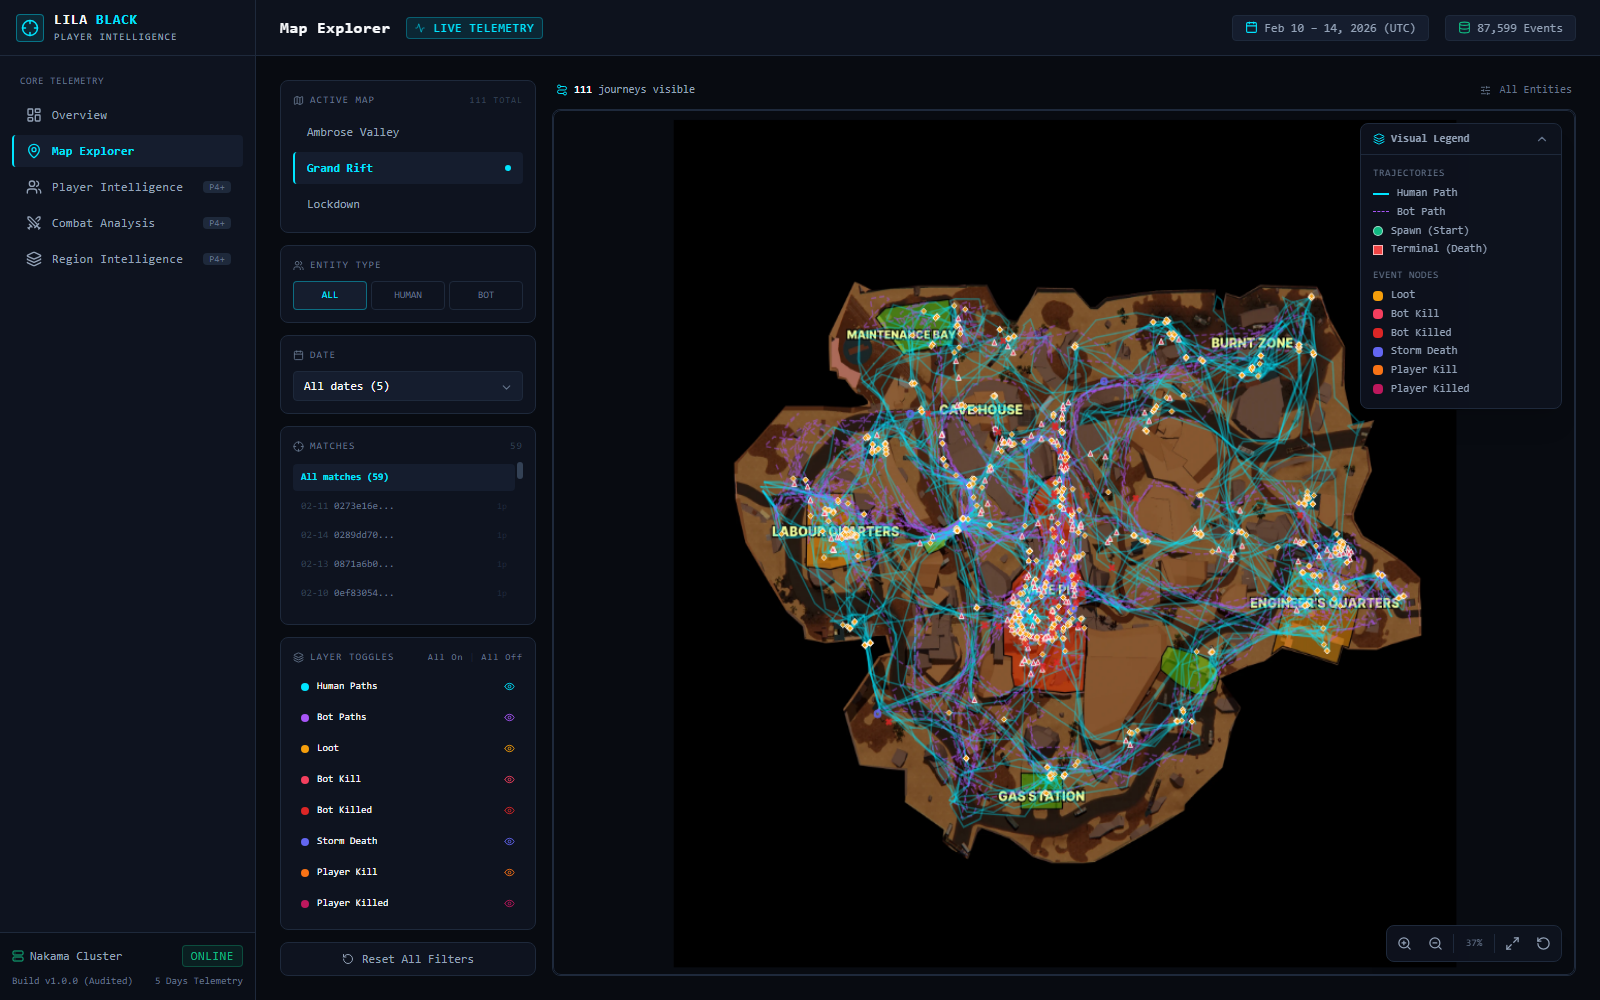 LILA BLACK
PLAYER INTELLIGENCE
CORE TELEMETRY
Overview
Map Explorer
Player Intelligence P4+
Combat Analysis P4+
Region Intelligence P4+
Nakama Cluster ONLINE
Build v1.0.0 (Audited) 5 Days Telemetry
Map Explorer LIVE TELEMETRY
Feb 10 – 14, 2026 (UTC) 87,599 Events
ACTIVE MAP 111 TOTAL
Ambrose Valley
Grand Rift
Lockdown
ENTITY TYPE
ALL HUMAN BOT
DATE
All dates (5)
MATCHES 59
All matches (59)
02-11 0273e16e... 1p
02-14 0289dd70... 1p
02-13 0871a6b0... 1p
02-10 0ef83054... 1p
LAYER TOGGLES All On All Off
Human Paths
Bot Paths
Loot
Bot Kill
Bot Killed
Storm Death
Player Kill
Player Killed
Reset All Filters
111 journeys visible All Entities
MAINTENANCE BAY
BURNT ZONE
CAVE HOUSE
LABOUR QUARTERS
MINE PIT
ENGINEER'S QUARTERS
GAS STATION
Visual Legend
TRAJECTORIES
Human Path
Bot Path
Spawn (Start)
Terminal (Death)
EVENT NODES
Loot
Bot Kill
Bot Killed
Storm Death
Player Kill
Player Killed
37%